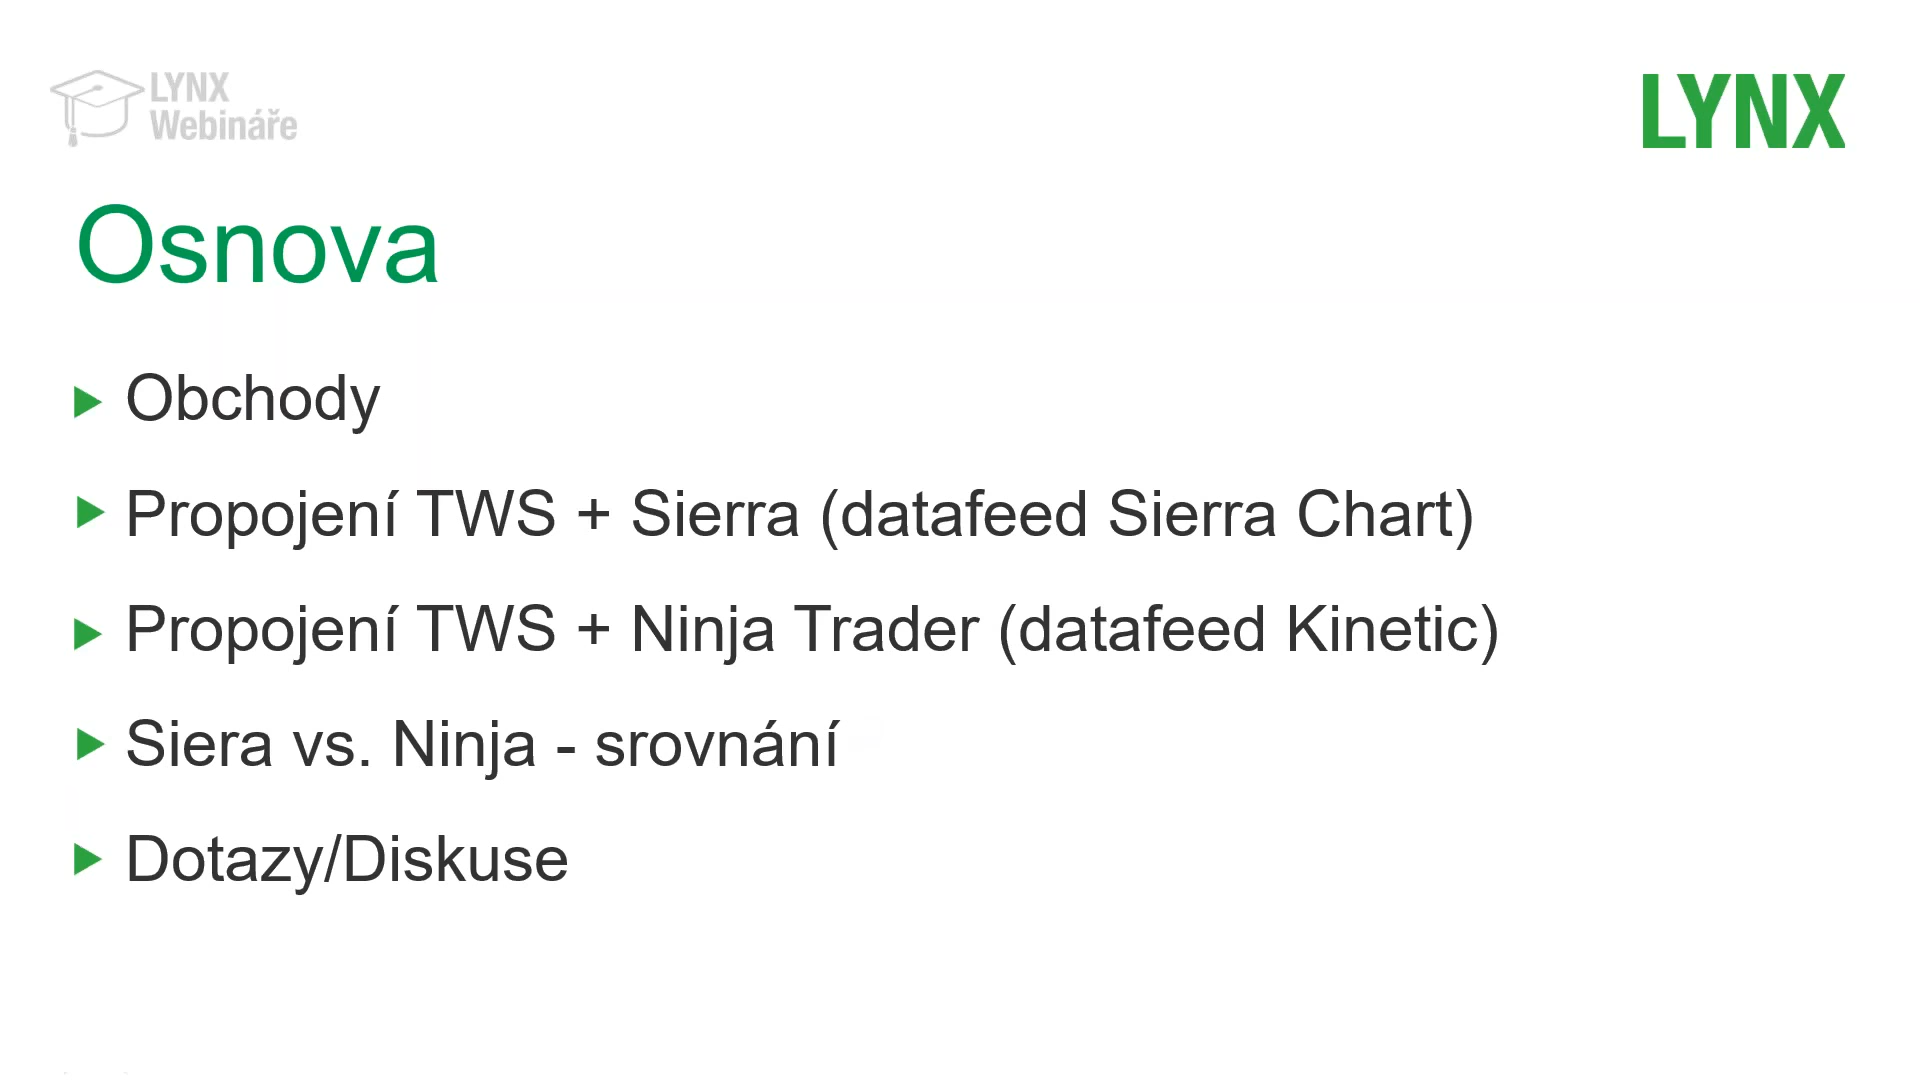 LYNX
Webináře
LYNX
Osnova
Obchody
Propojení TWS + Sierra (datafeed Sierra Chart)
Propojení TWS + Ninja Trader (datafeed Kinetic)
Siera vs. Ninja - srovnání
Dotazy/Diskuse